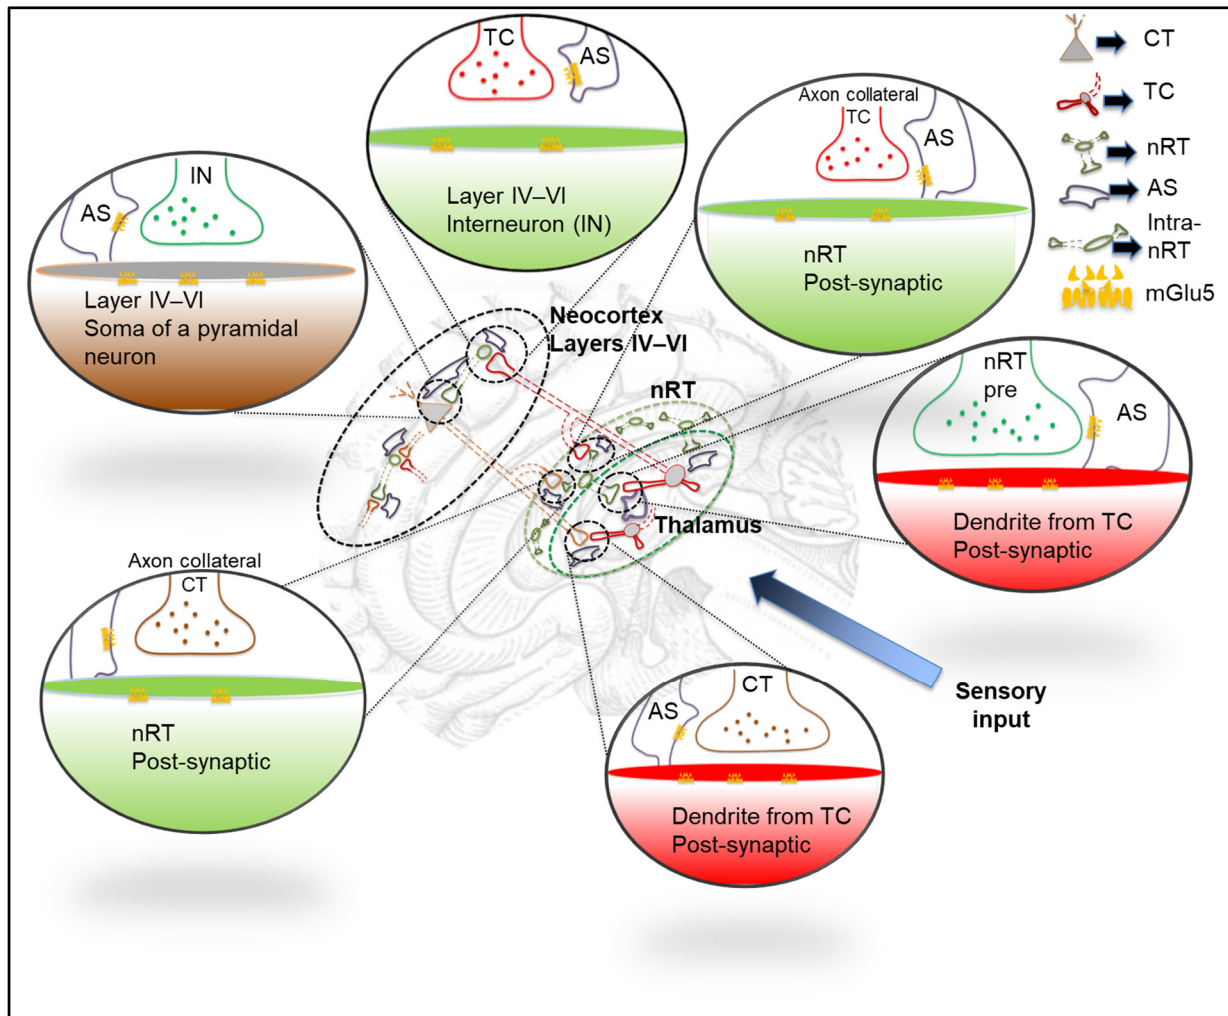 TC
AS
Layer IV–VI
Interneuron (IN)
Axon collateral
TC
AS
nRT
Post-synaptic
CT
TC
nRT
AS
Intra-
nRT
mGlu5
IN
AS
Layer IV–VI
Soma of a pyramidal
neuron
Neocortex
Layers IV–VI
nRT
Thalamus
nRT
pre
AS
Dendrite from TC
Post-synaptic
Axon collateral
CT
nRT
Post-synaptic
CT
AS
Dendrite from TC
Post-synaptic
Sensory
input